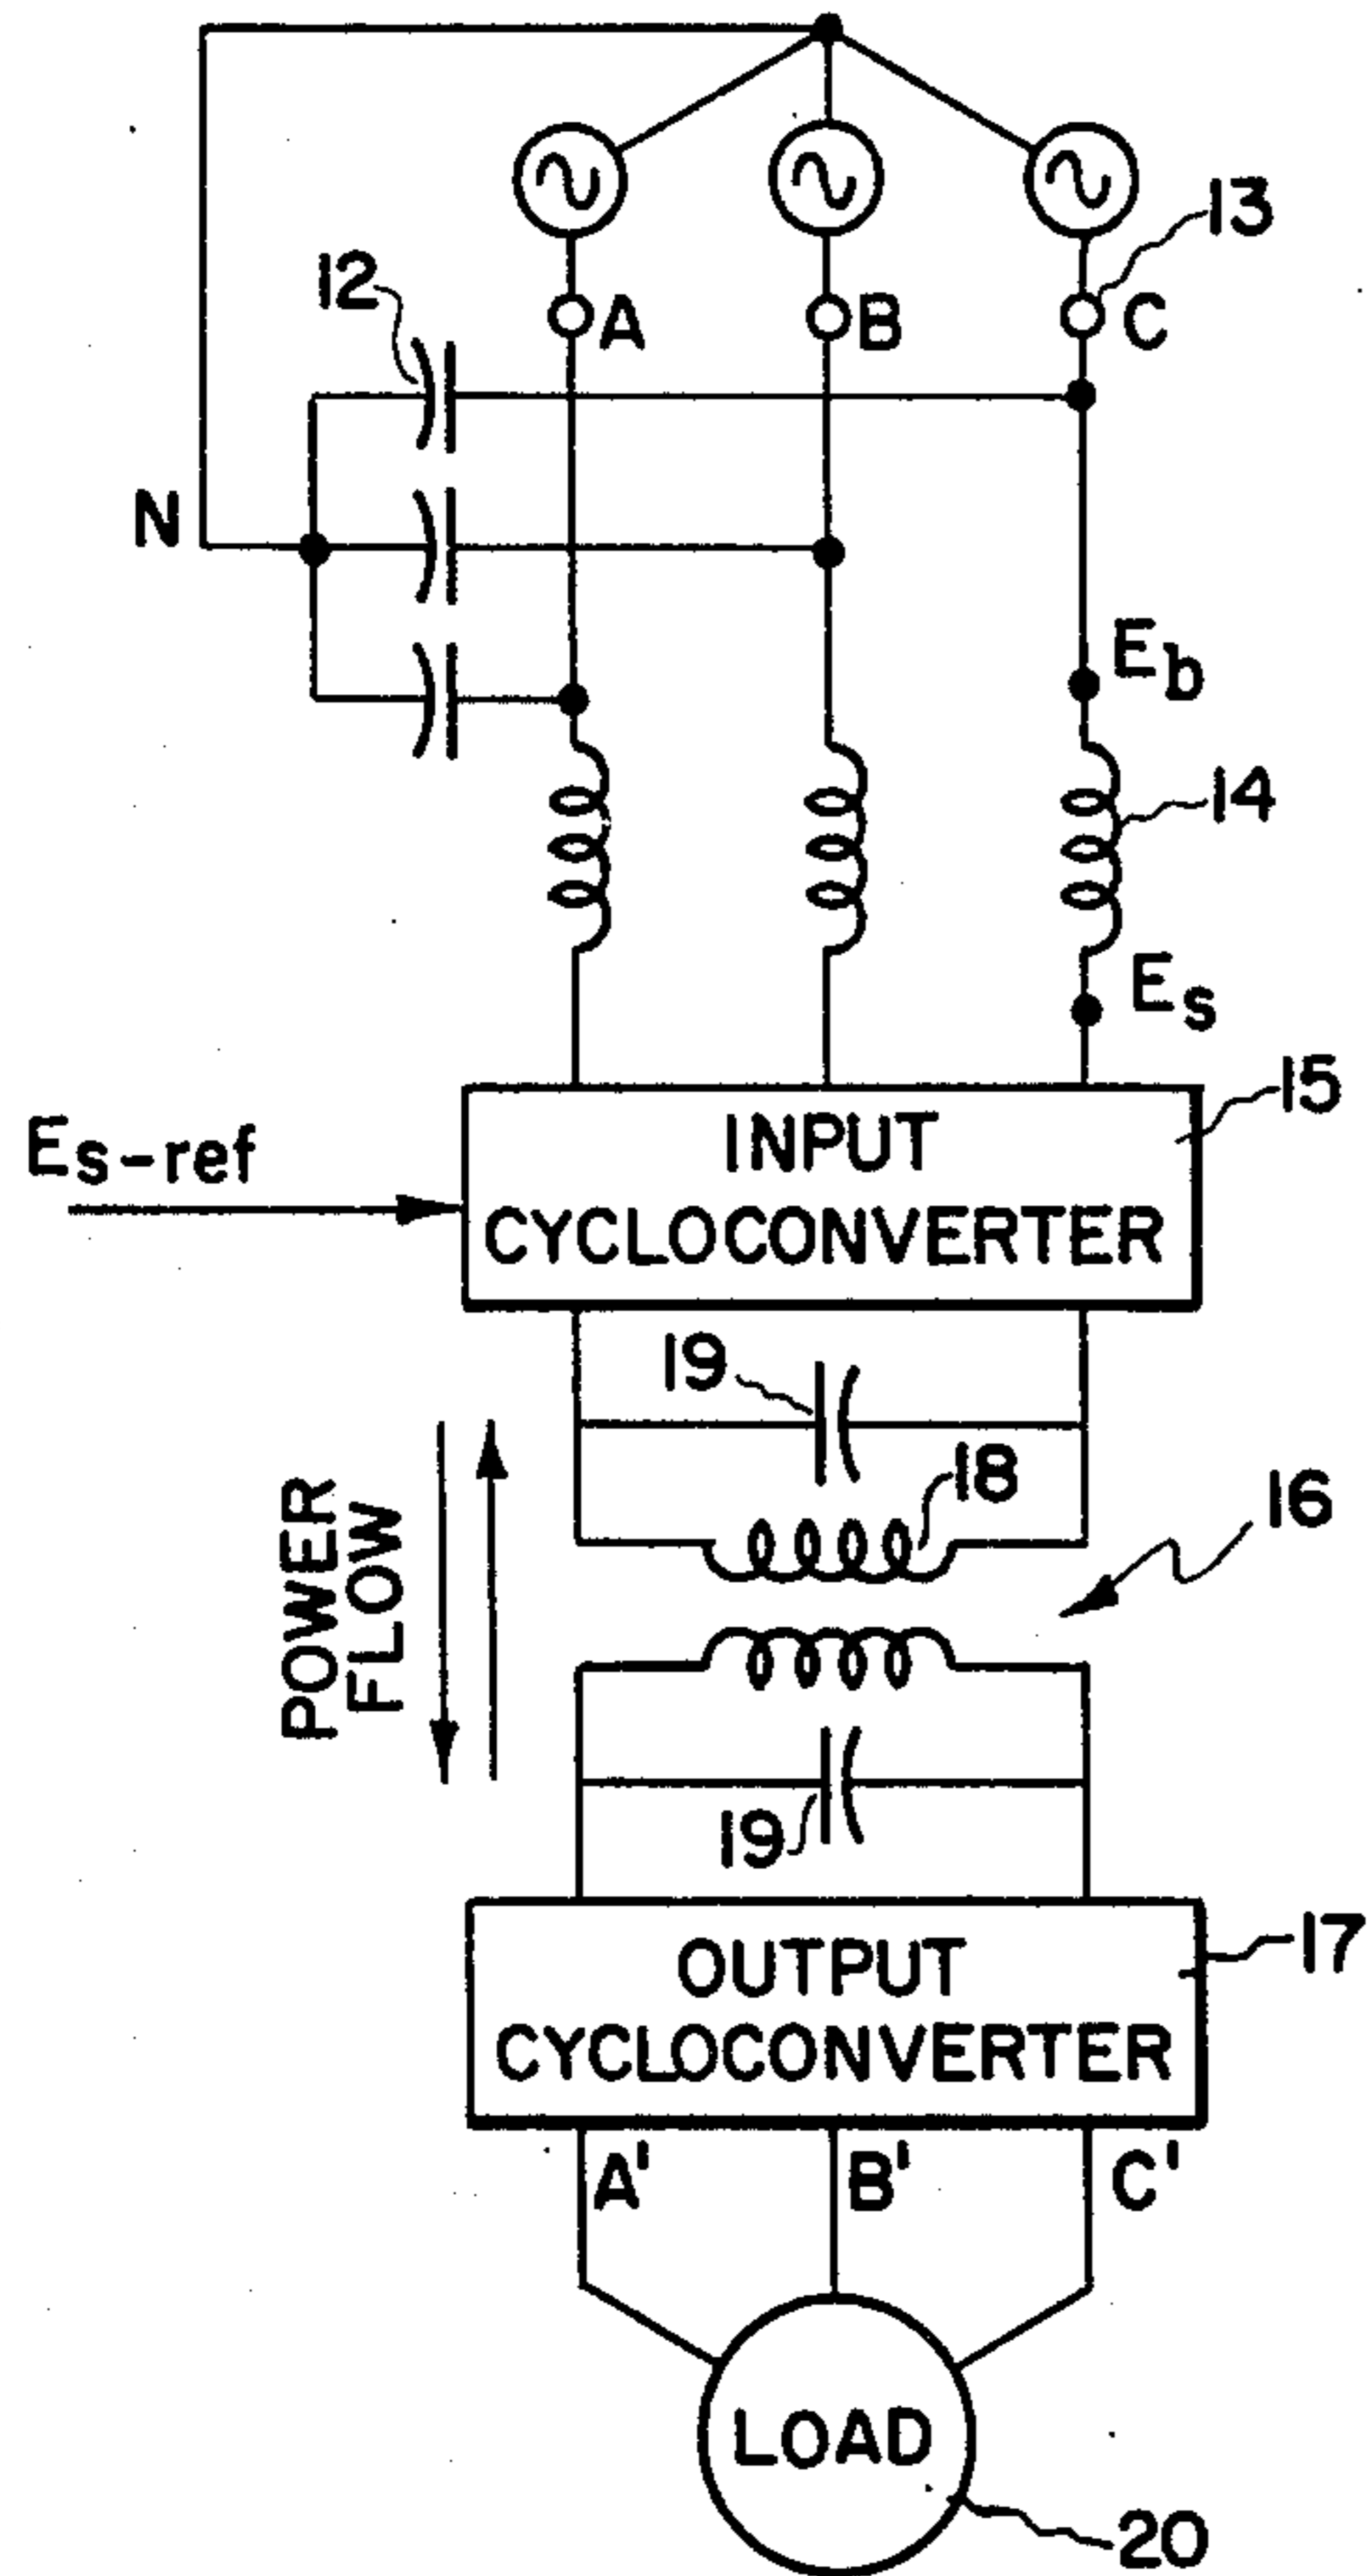 13
12
A
B
C
N
Eb
14
Es
15
Es-ref
INPUT
CYCLOCONVERTER
19
18
16
POWER
FLOW
19
17
OUTPUT
CYCLOCONVERTER
A'
B'
C'
LOAD
20